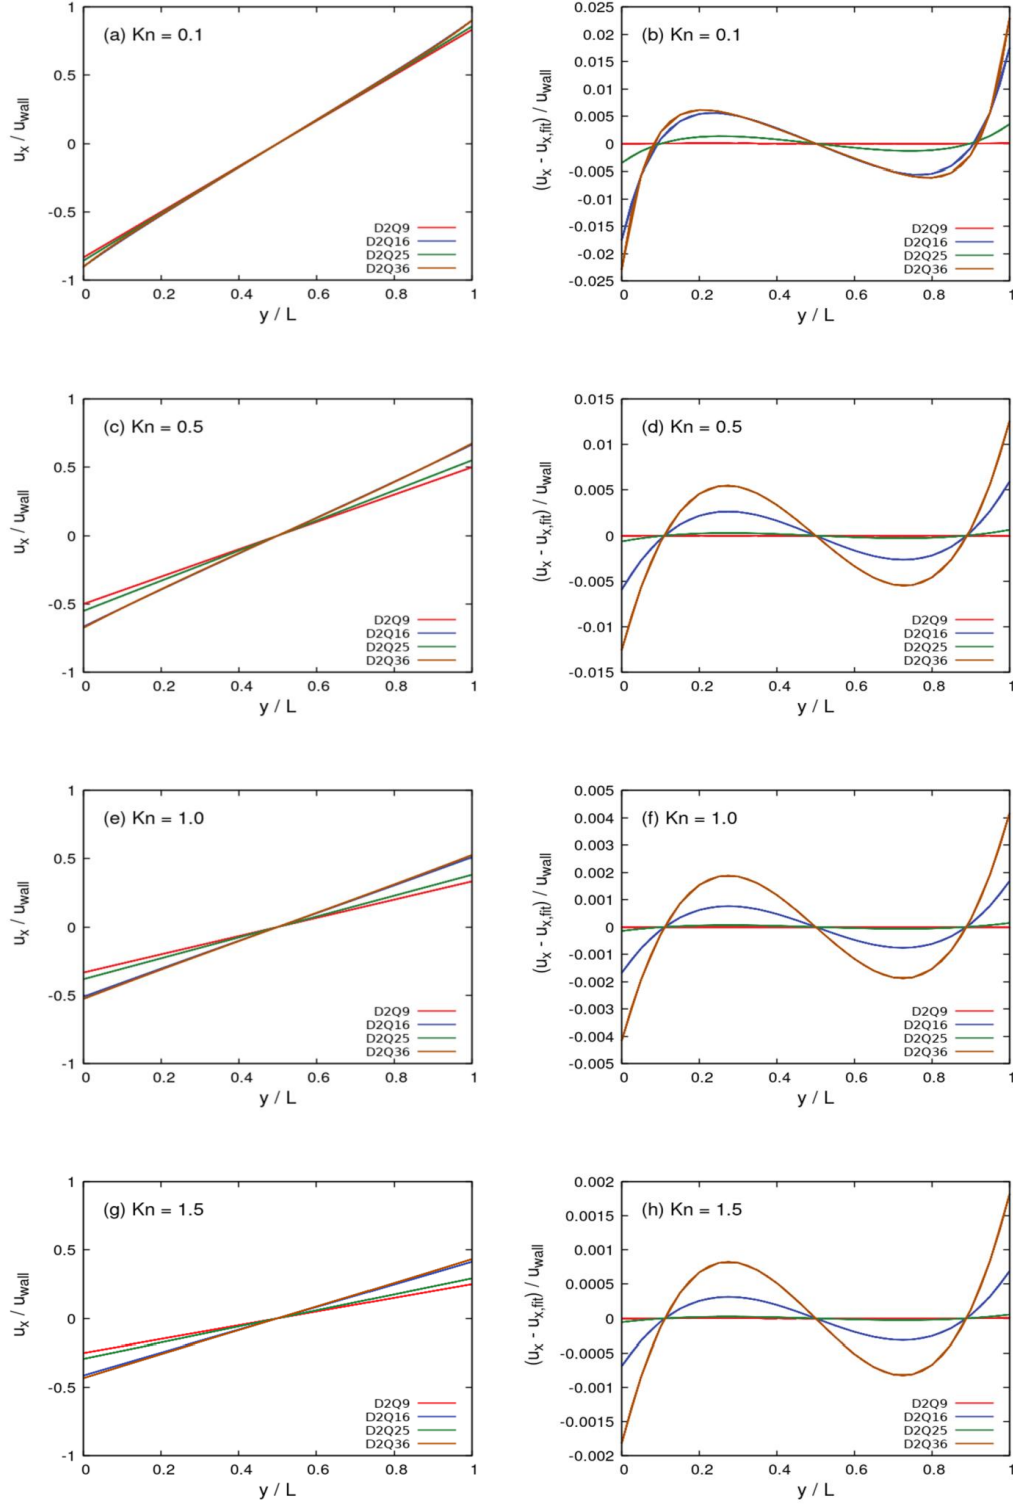 (a) Kn = 0.1
1
0.5
0
-0.5
-1
u_x / u_wall
D2Q9
D2Q16
D2Q25
D2Q36
0 0.2 0.4 0.6 0.8 1
y / L
(b) Kn = 0.1
0.025
0.02
0.015
0.01
0.005
0
-0.005
-0.01
-0.015
-0.02
-0.025
(u_x - u_x,fit) / u_wall
D2Q9
D2Q16
D2Q25
D2Q36
0 0.2 0.4 0.6 0.8 1
y / L
(c) Kn = 0.5
1
0.5
0
-0.5
-1
u_x / u_wall
D2Q9
D2Q16
D2Q25
D2Q36
0 0.2 0.4 0.6 0.8 1
y / L
(d) Kn = 0.5
0.015
0.01
0.005
0
-0.005
-0.01
-0.015
(u_x - u_x,fit) / u_wall
D2Q9
D2Q16
D2Q25
D2Q36
0 0.2 0.4 0.6 0.8 1
y / L
(e) Kn = 1.0
1
0.5
0
-0.5
-1
u_x / u_wall
D2Q9
D2Q16
D2Q25
D2Q36
0 0.2 0.4 0.6 0.8 1
y / L
(f) Kn = 1.0
0.005
0.004
0.003
0.002
0.001
0
-0.001
-0.002
-0.003
-0.004
-0.005
(u_x - u_x,fit) / u_wall
D2Q9
D2Q16
D2Q25
D2Q36
0 0.2 0.4 0.6 0.8 1
y / L
(g) Kn = 1.5
1
0.5
0
-0.5
-1
u_x / u_wall
D2Q9
D2Q16
D2Q25
D2Q36
0 0.2 0.4 0.6 0.8 1
y / L
(h) Kn = 1.5
0.002
0.0015
0.001
0.0005
0
-0.0005
-0.001
-0.0015
-0.002
(u_x - u_x,fit) / u_wall
D2Q9
D2Q16
D2Q25
D2Q36
0 0.2 0.4 0.6 0.8 1
y / L